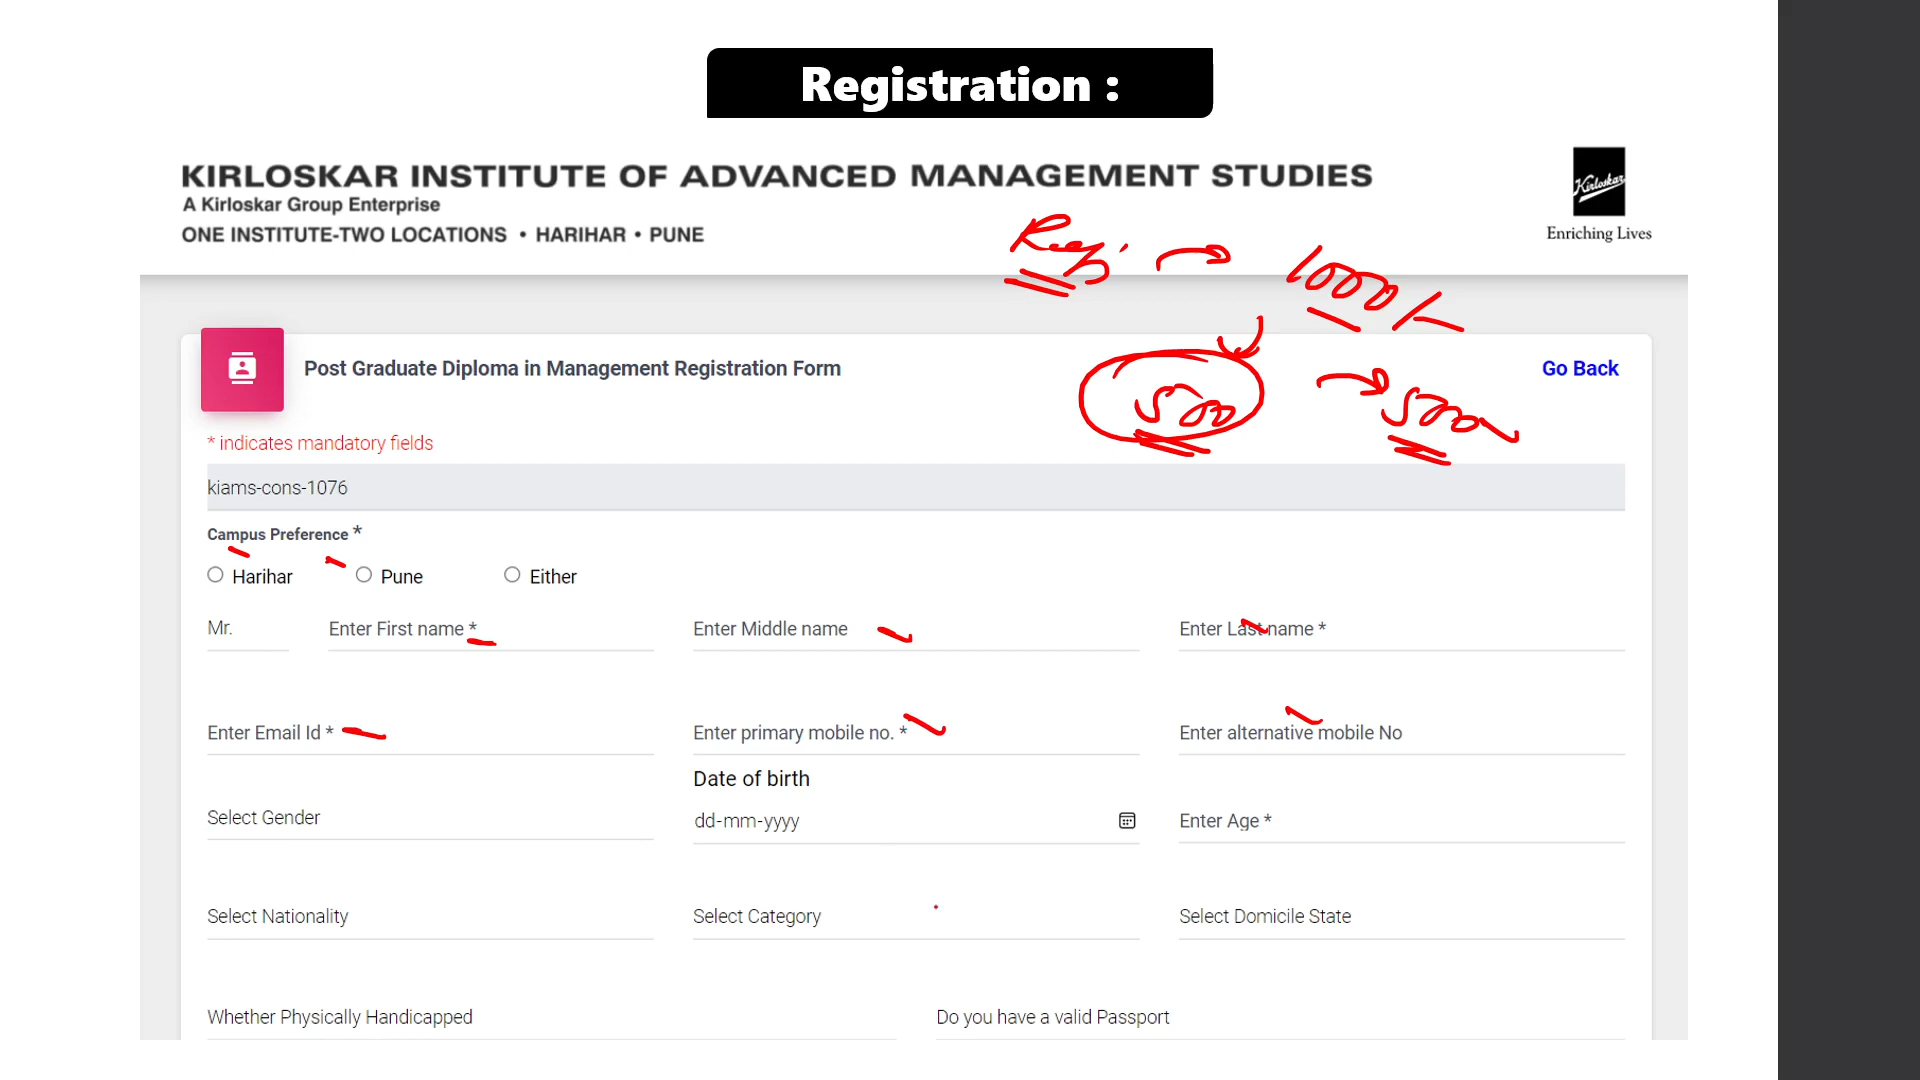 Registration :
KIRLOSKAR INSTITUTE OF ADVANCED MANAGEMENT STUDIES
A Kirloskar Group Enterprise
ONE INSTITUTE-TWO LOCATIONS • HARIHAR • PUNE
Kirloskar
Enriching Lives
1000/-
Post Graduate Diploma in Management Registration Form
Go Back
500
* indicates mandatory fields
kiams-cons-1076
Campus Preference *
Harihar Pune Either
Mr. Enter First name * Enter Middle name Enter Last name *
Enter Email Id * Enter primary mobile no. * Enter alternative mobile No
Date of birth
Select Gender dd-mm-yyyy Enter Age *
Select Nationality Select Category Select Domicile State
Whether Physically Handicapped Do you have a valid Passport